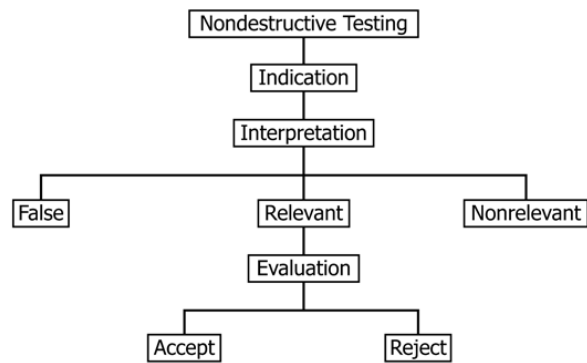 Nondestructive Testing
Indication
Interpretation
False
Relevant
Nonrelevant
Evaluation
Accept
Reject